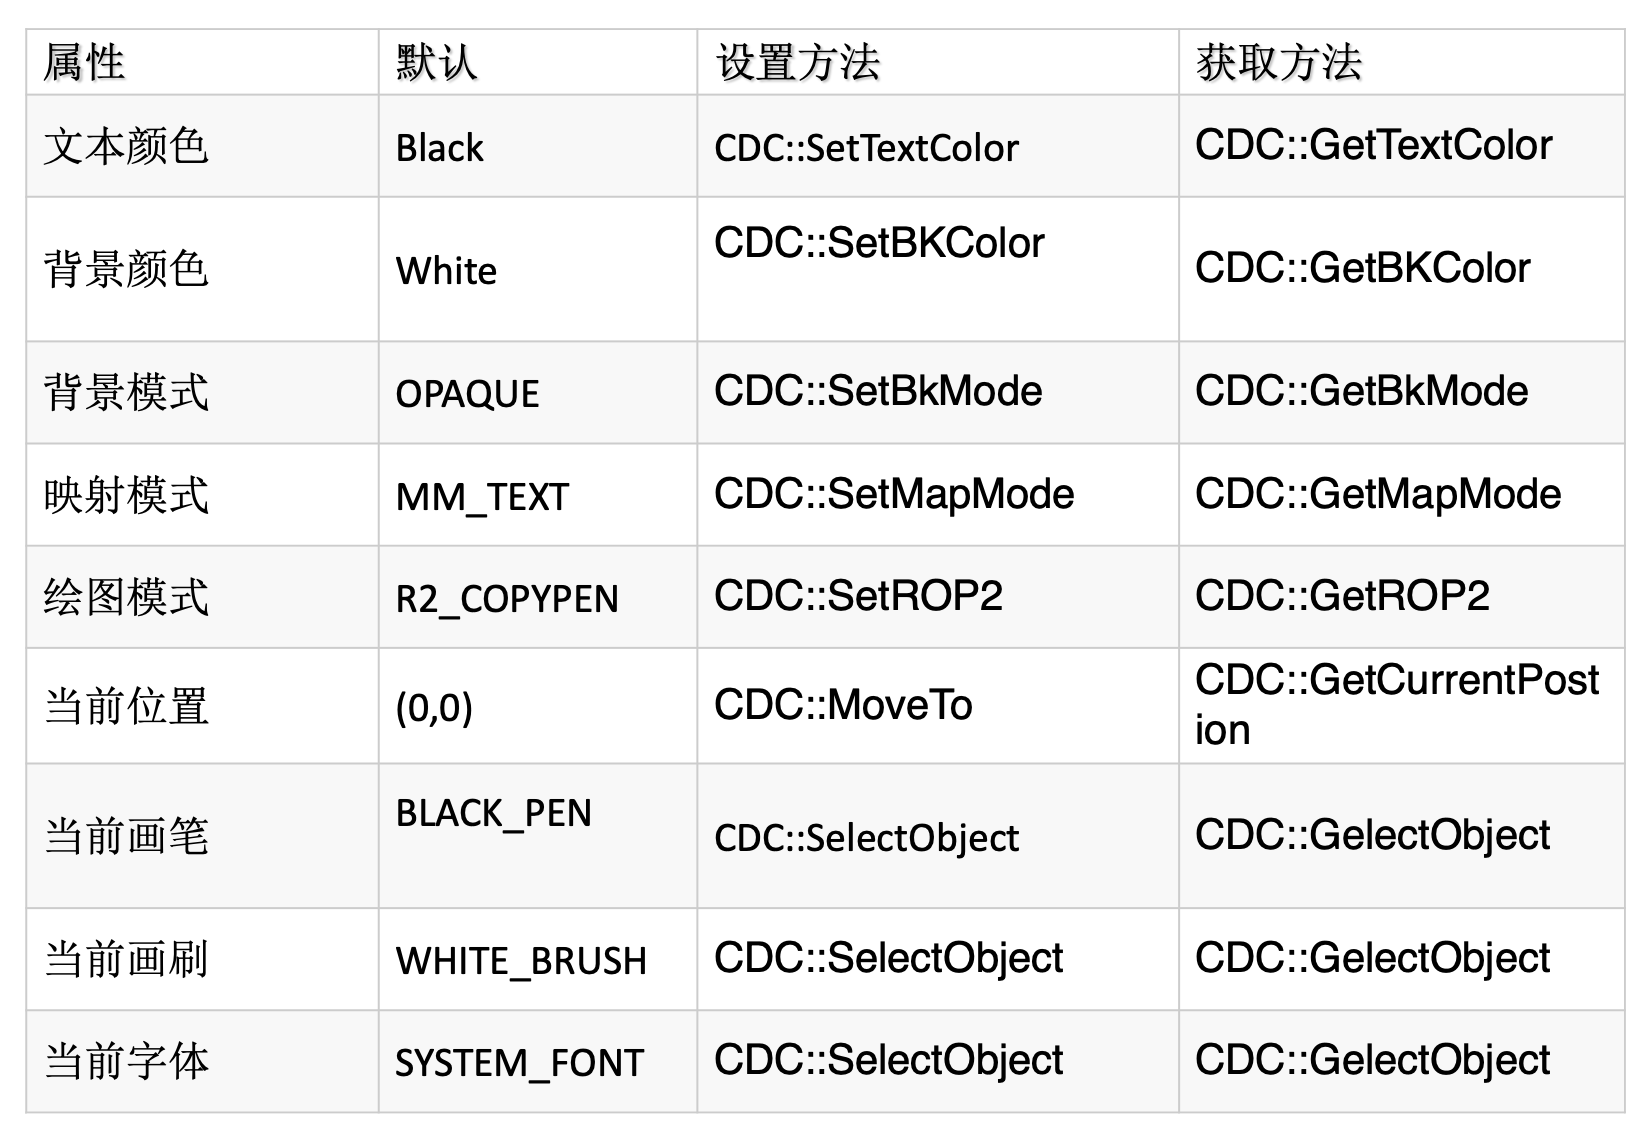 属性 默认 设置方法 获取方法
文本颜色 Black CDC::SetTextColor CDC::GetTextColor
背景颜色 White CDC::SetBKColor CDC::GetBKColor
背景模式 OPAQUE CDC::SetBkMode CDC::GetBkMode
映射模式 MM_TEXT CDC::SetMapMode CDC::GetMapMode
绘图模式 R2_COPYPEN CDC::SetROP2 CDC::GetROP2
当前位置 (0,0) CDC::MoveTo CDC::GetCurrentPost
ion
当前画笔 BLACK_PEN CDC::SelectObject CDC::GelectObject
当前画刷 WHITE_BRUSH CDC::SelectObject CDC::GelectObject
当前字体 SYSTEM_FONT CDC::SelectObject CDC::GelectObject